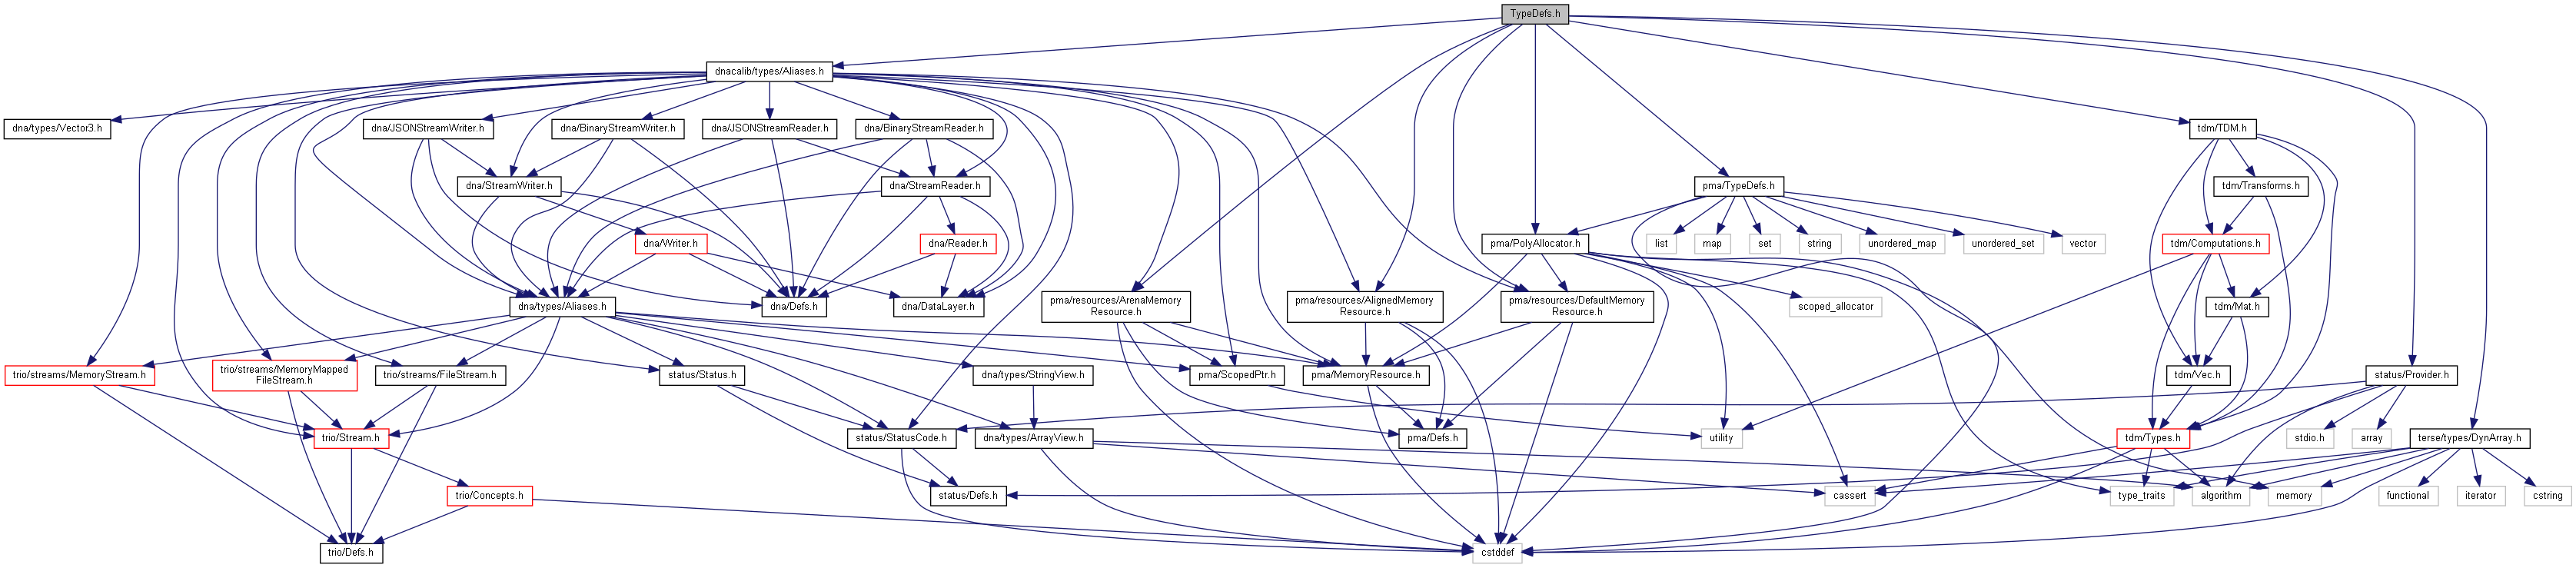 TypeDefs.h
dnacalib/types/Aliases.h
dna/types/Vector3.h
dna/JSONStreamWriter.h
dna/BinaryStreamWriter.h
dna/JSONStreamReader.h
dna/BinaryStreamReader.h
tdm/TDM.h
dna/StreamWriter.h
dna/StreamReader.h
pma/TypeDefs.h
tdm/Transforms.h
dna/Writer.h
dna/Reader.h
pma/PolyAllocator.h
list
map
set
string
unordered_map
unordered_set
vector
tdm/Computations.h
dna/types/Aliases.h
dna/Defs.h
dna/DataLayer.h
pma/resources/ArenaMemory
Resource.h
pma/resources/AlignedMemory
Resource.h
pma/resources/DefaultMemory
Resource.h
scoped_allocator
tdm/Mat.h
trio/streams/MemoryStream.h
trio/streams/MemoryMapped
FileStream.h
trio/streams/FileStream.h
status/Status.h
dna/types/StringView.h
pma/ScopedPtr.h
pma/MemoryResource.h
tdm/Vec.h
status/Provider.h
trio/Stream.h
status/StatusCode.h
dna/types/ArrayView.h
pma/Defs.h
utility
tdm/Types.h
stdio.h
array
terse/types/DynArray.h
trio/Concepts.h
status/Defs.h
cassert
type_traits
algorithm
memory
functional
iterator
cstring
trio/Defs.h
cstddef